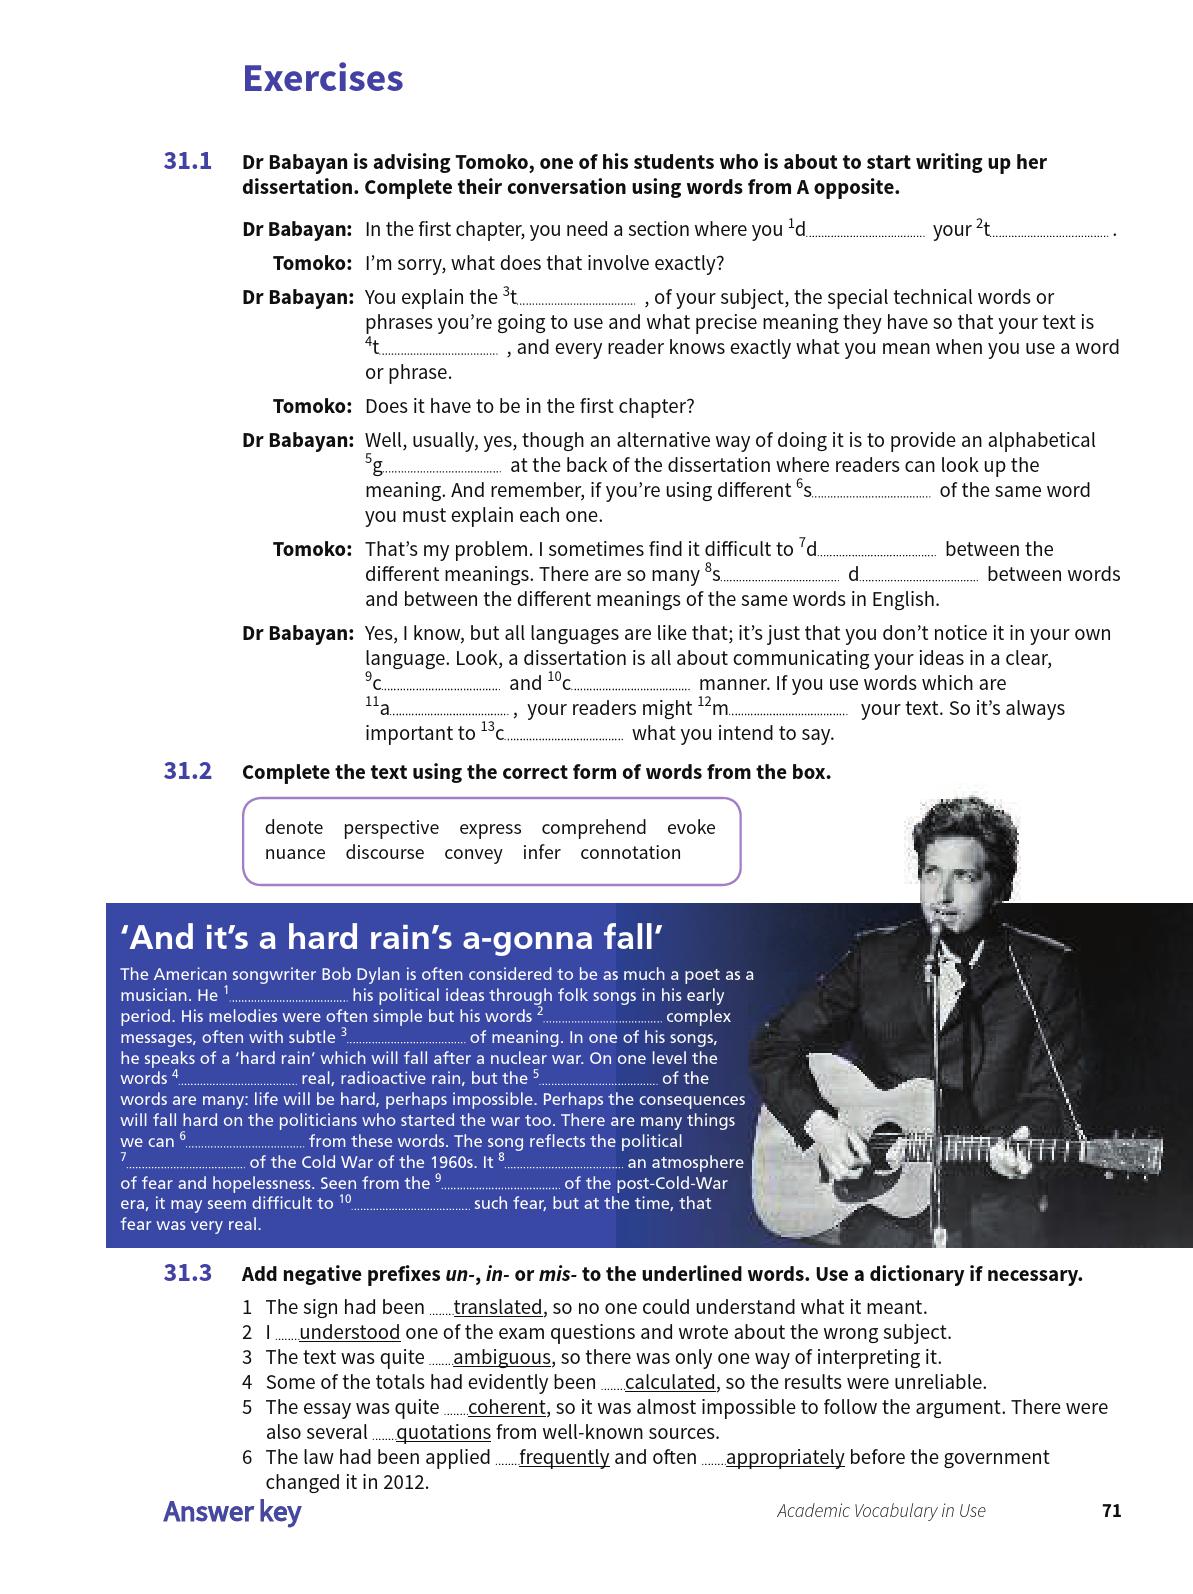 Exercises
31.1 Dr Babayan is advising Tomoko, one of his students who is about to start writing up her
dissertation. Complete their conversation using words from A opposite.
Dr Babayan: In the first chapter, you need a section where you 1d.................................. your 2t.................................. .
Tomoko: I'm sorry, what does that involve exactly?
Dr Babayan: You explain the 3t.................................. , of your subject, the special technical words or
phrases you're going to use and what precise meaning they have so that your text is
4t.................................. , and every reader knows exactly what you mean when you use a word
or phrase.
Tomoko: Does it have to be in the first chapter?
Dr Babayan: Well, usually, yes, though an alternative way of doing it is to provide an alphabetical
5g.................................. at the back of the dissertation where readers can look up the
meaning. And remember, if you're using different 6s.................................. of the same word
you must explain each one.
Tomoko: That's my problem. I sometimes find it difficult to 7d.................................. between the
different meanings. There are so many 8s.................................. d.................................. between words
and between the different meanings of the same words in English.
Dr Babayan: Yes, I know, but all languages are like that; it's just that you don't notice it in your own
language. Look, a dissertation is all about communicating your ideas in a clear,
9c.................................. and 10c.................................. manner. If you use words which are
11a.................................. , your readers might 12m.................................. your text. So it's always
important to 13c.................................. what you intend to say.
31.2 Complete the text using the correct form of words from the box.
denote perspective express comprehend evoke
nuance discourse convey infer connotation
'And it's a hard rain's a-gonna fall'
The American songwriter Bob Dylan is often considered to be as much a poet as a
musician. He 1.................................. his political ideas through folk songs in his early
period. His melodies were often simple but his words 2.................................. complex
messages, often with subtle 3.................................. of meaning. In one of his songs,
he speaks of a 'hard rain' which will fall after a nuclear war. On one level the
words 4.................................. real, radioactive rain, but the 5.................................. of the
words are many: life will be hard, perhaps impossible. Perhaps the consequences
will fall hard on the politicians who started the war too. There are many things
we can 6.................................. from these words. The song reflects the political
7.................................. of the Cold War of the 1960s. It 8.................................. an atmosphere
of fear and hopelessness. Seen from the 9.................................. of the post-Cold-War
era, it may seem difficult to 10.................................. such fear, but at the time, that
fear was very real.
31.3 Add negative prefixes un-, in- or mis- to the underlined words. Use a dictionary if necessary.
1 The sign had been .......translated, so no one could understand what it meant.
2 I .......understood one of the exam questions and wrote about the wrong subject.
3 The text was quite .......ambiguous, so there was only one way of interpreting it.
4 Some of the totals had evidently been .......calculated, so the results were unreliable.
5 The essay was quite .......coherent, so it was almost impossible to follow the argument. There were
also several .......quotations from well-known sources.
6 The law had been applied .......frequently and often .......appropriately before the government
changed it in 2012.
Answer key Academic Vocabulary in Use 71